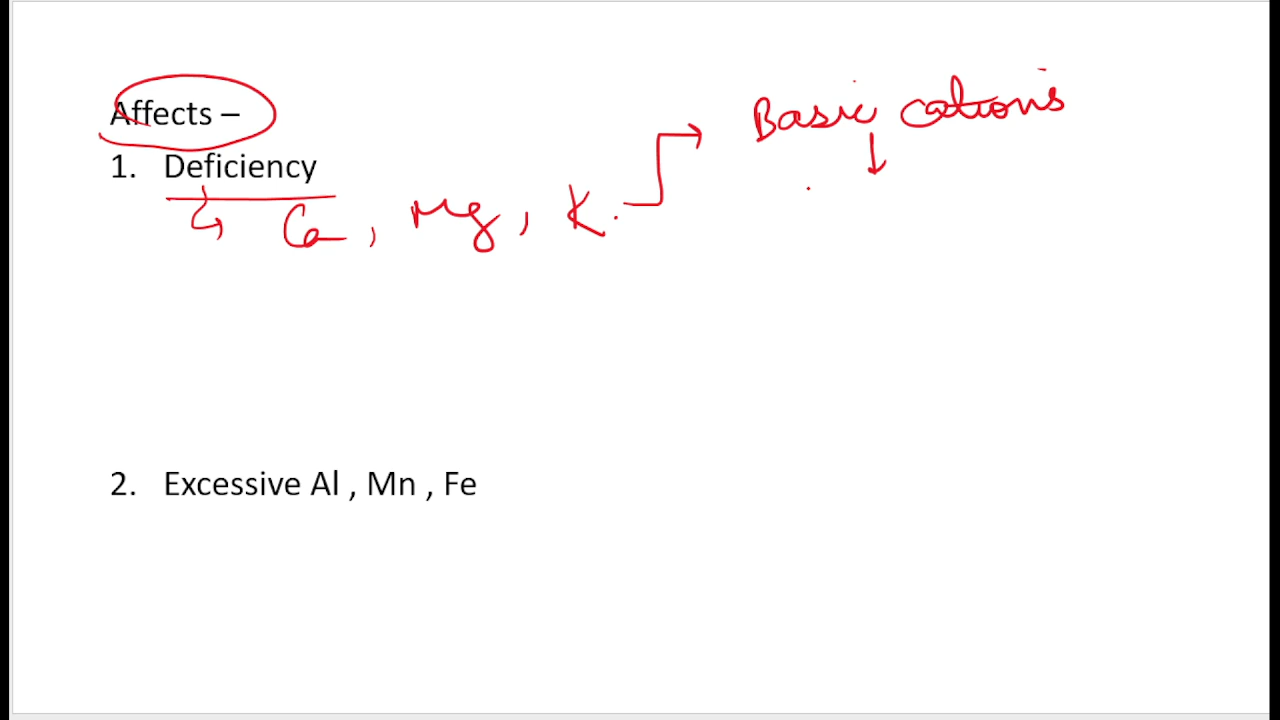 Affects –
Basic cations
1. Deficiency
Ca, Mg, K.
2. Excessive Al , Mn , Fe